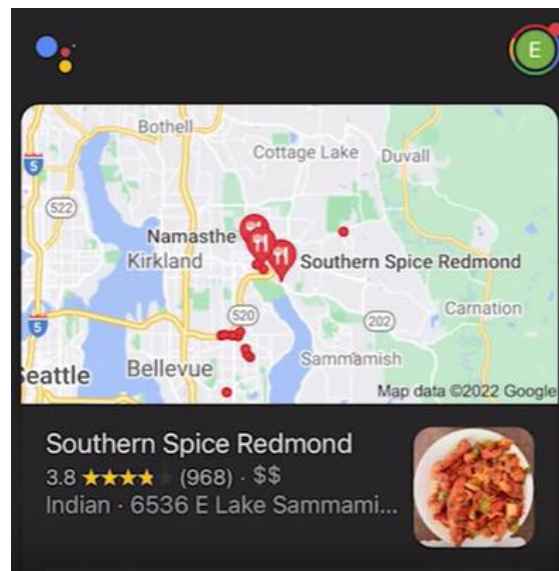 E
Bothell
Cottage Lake
Duvall
5
522
Namasthe
Kirkland
Southern Spice Redmond
520
Carnation
5
202
Bellevue
Sammamish
Seattle
Map data ©2022 Google
Southern Spice Redmond
3.8 ★★★★★ (968) · $$
Indian · 6536 E Lake Sammami...